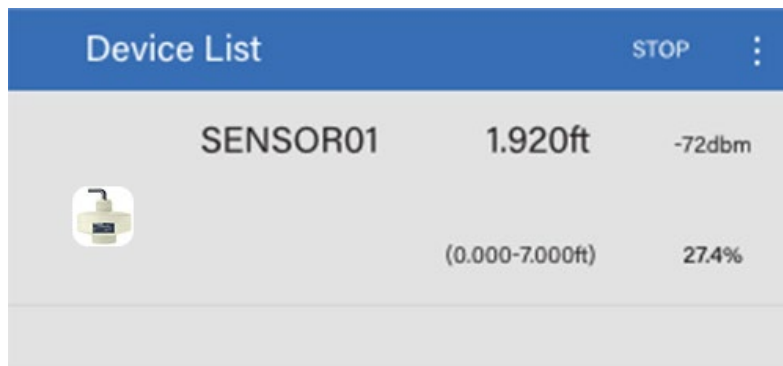 Device List STOP
SENSOR01 1.920ft -72dbm
(0.000-7.000ft) 27.4%